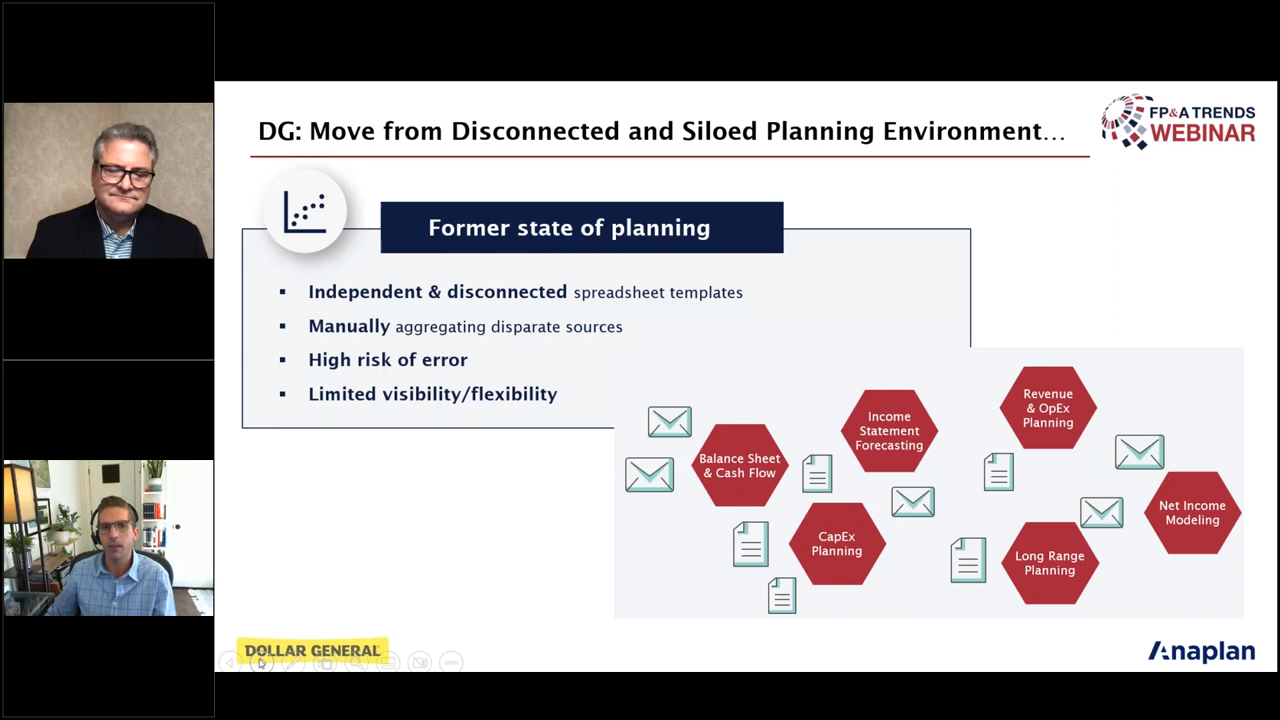 DG: Move from Disconnected and Siloed Planning Environment…
FP&A TRENDS
WEBINAR
Former state of planning
▪ Independent & disconnected spreadsheet templates
▪ Manually aggregating disparate sources
▪ High risk of error
▪ Limited visibility/flexibility
Balance Sheet
& Cash Flow
Income
Statement
Forecasting
Revenue
& OpEx
Planning
CapEx
Planning
Long Range
Planning
Net Income
Modeling
DOLLAR GENERAL
Anaplan